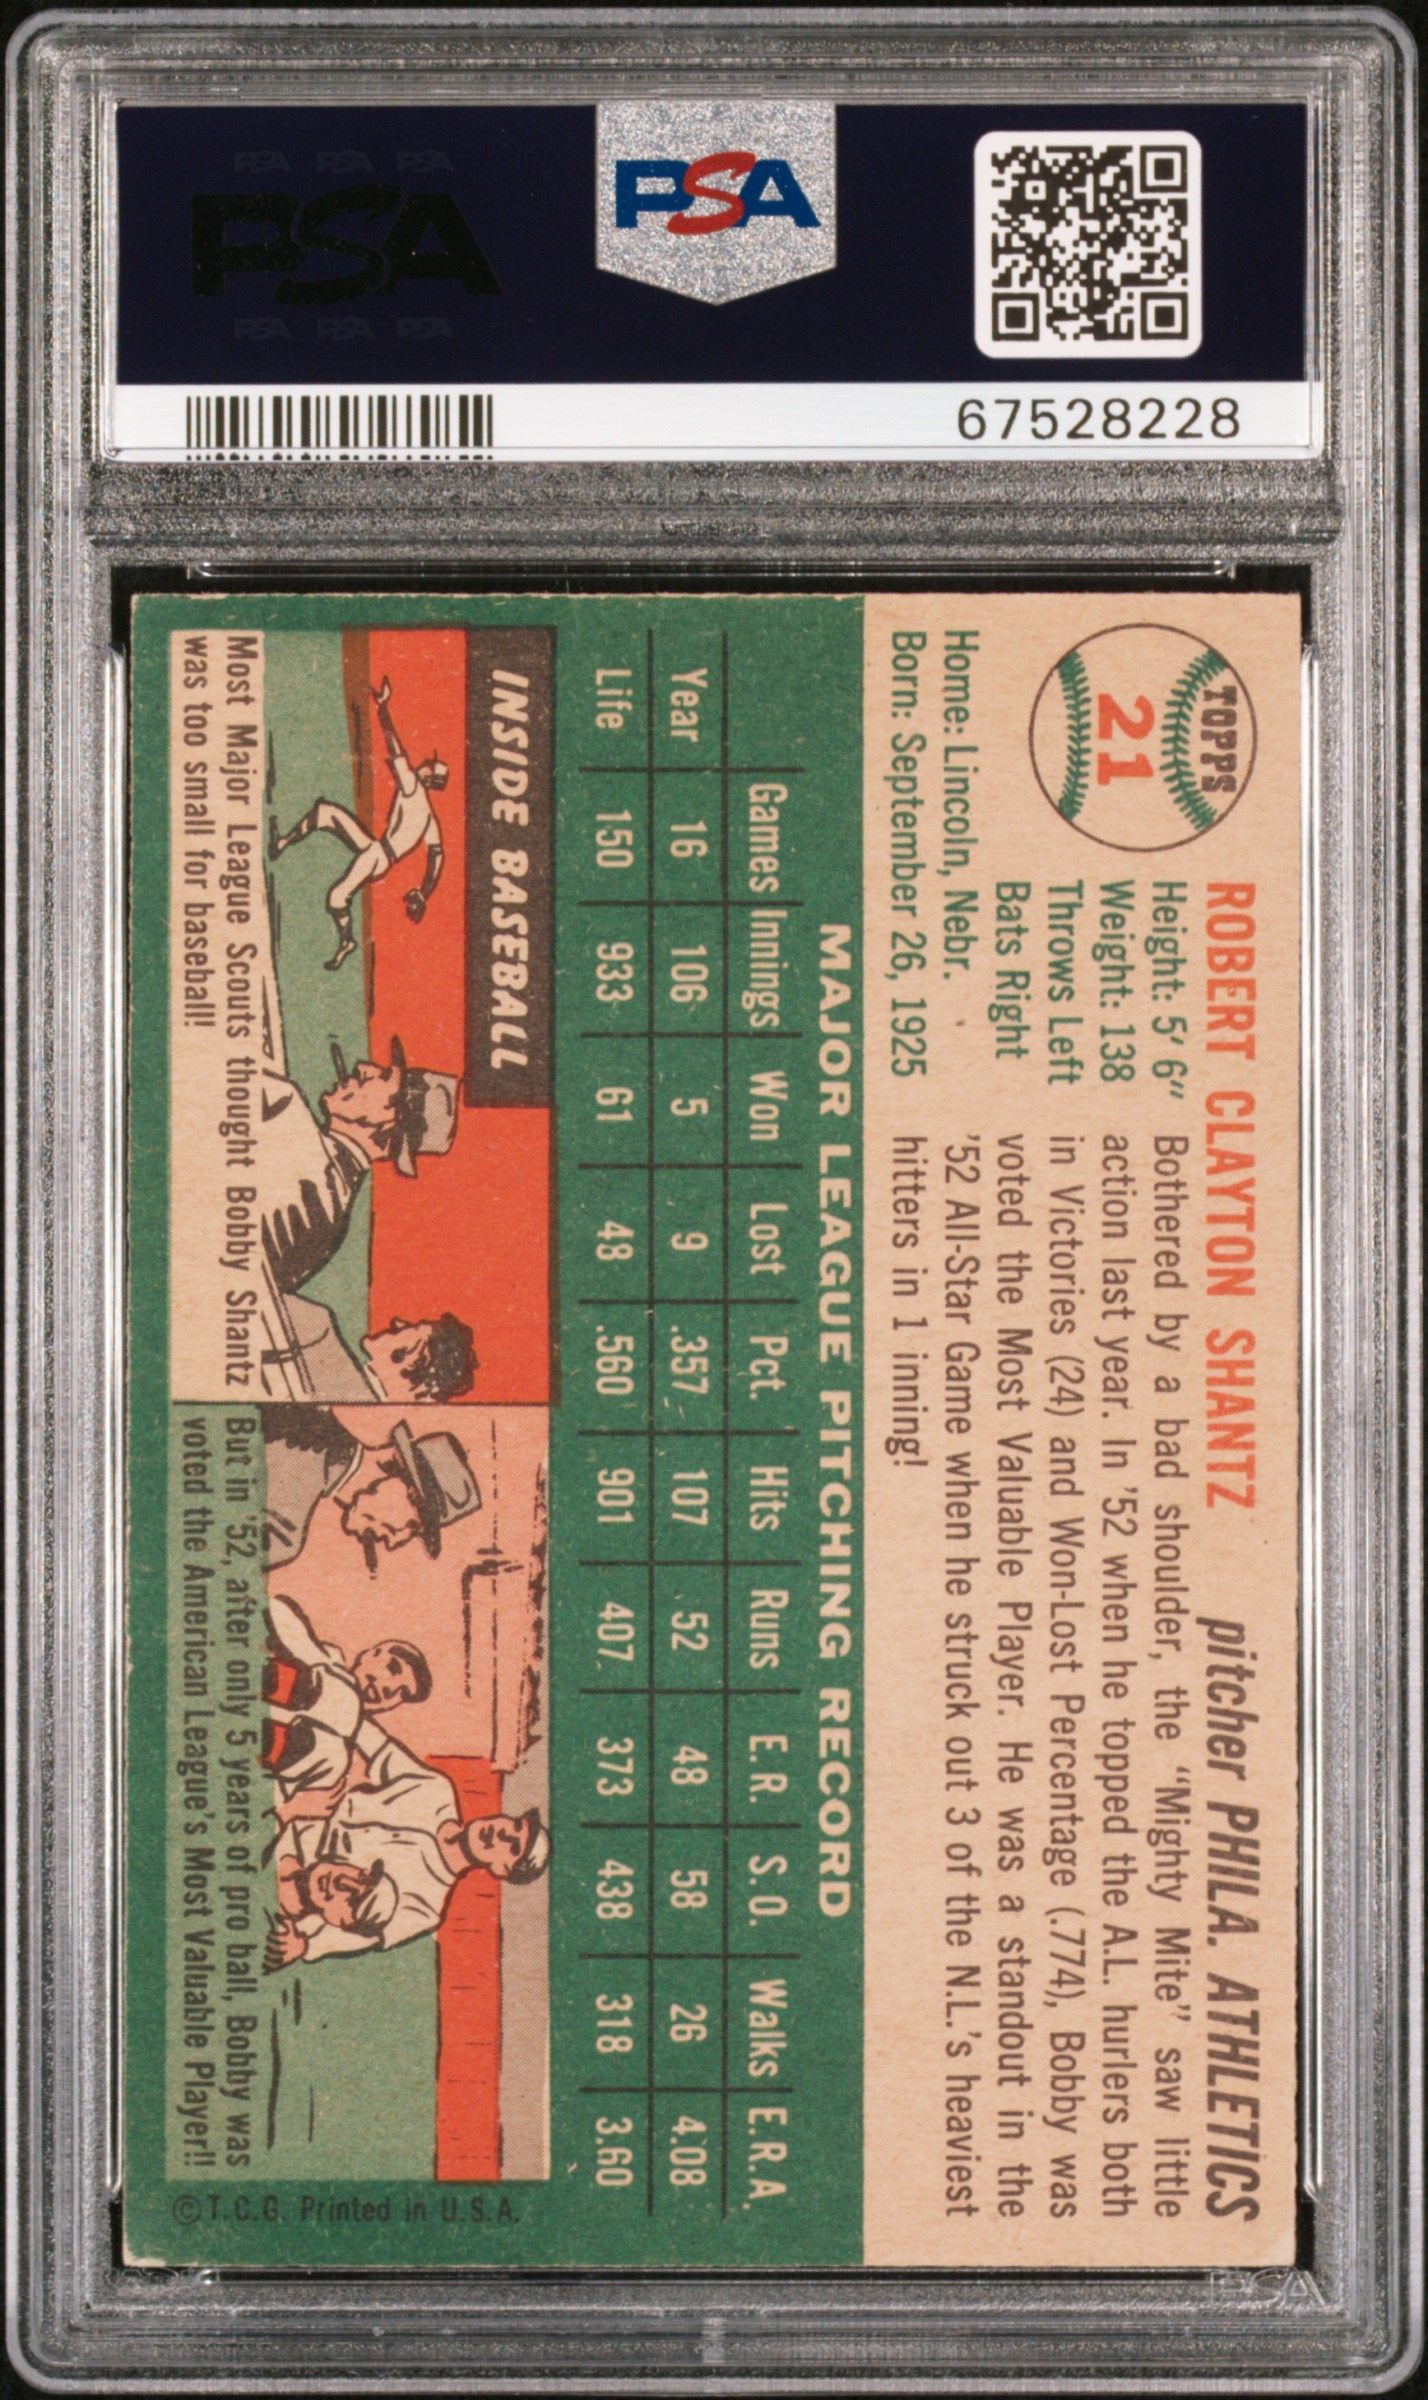 PSA PSA PSA
PSA
PSA PSA PSA
PSA
67528228
TOPPS
21
ROBERT CLAYTON SHANTZ pitcher PHILA. ATHLETICS
Height: 5' 6"
Weight: 138
Throws Left
Bats Right
Home: Lincoln, Nebr.
Born: September 26, 1925
Bothered by a bad shoulder, the "Mighty Mite" saw little
action last year. In '52 when he topped the A.L. hurlers both
in Victories (24) and Won-Lost Percentage (.774), Bobby was
voted the Most Valuable Player. He was a standout in the
'52 All-Star Game when he struck out 3 of the N.L.'s heaviest
hitters in 1 inning!
MAJOR LEAGUE PITCHING RECORD
Games Innings Won Lost Pct. Hits Runs E.R. S.O. Walks E.R.A.
Year 16 106 5 9 .357 107 52 48 58 26 4.08
Life 150 933 61 48 .560 901 407 373 438 318 3.60
INSIDE BASEBALL
Most Major League Scouts thought Bobby Shantz
was too small for baseball!
But in '52, after only 5 years of pro ball, Bobby was
voted the American League's Most Valuable Player!!
© T.C.G. Printed in U.S.A.
PSA